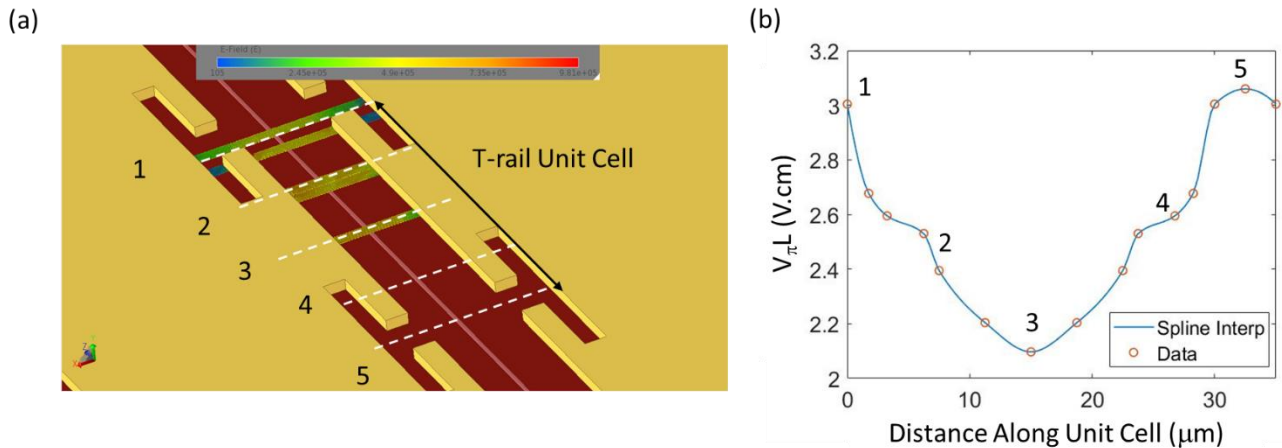 (a)
E-Field (E)
105 2.45e+05 4.9e+05 7.35e+05 9.81e+05
T-rail Unit Cell
1
2
3
4
5
X
Z
Y
(b)
VπL (V.cm)
3.2
3
2.8
2.6
2.4
2.2
2
1
2
3
4
5
Spline Interp
Data
0 10 20 30
Distance Along Unit Cell (μm)